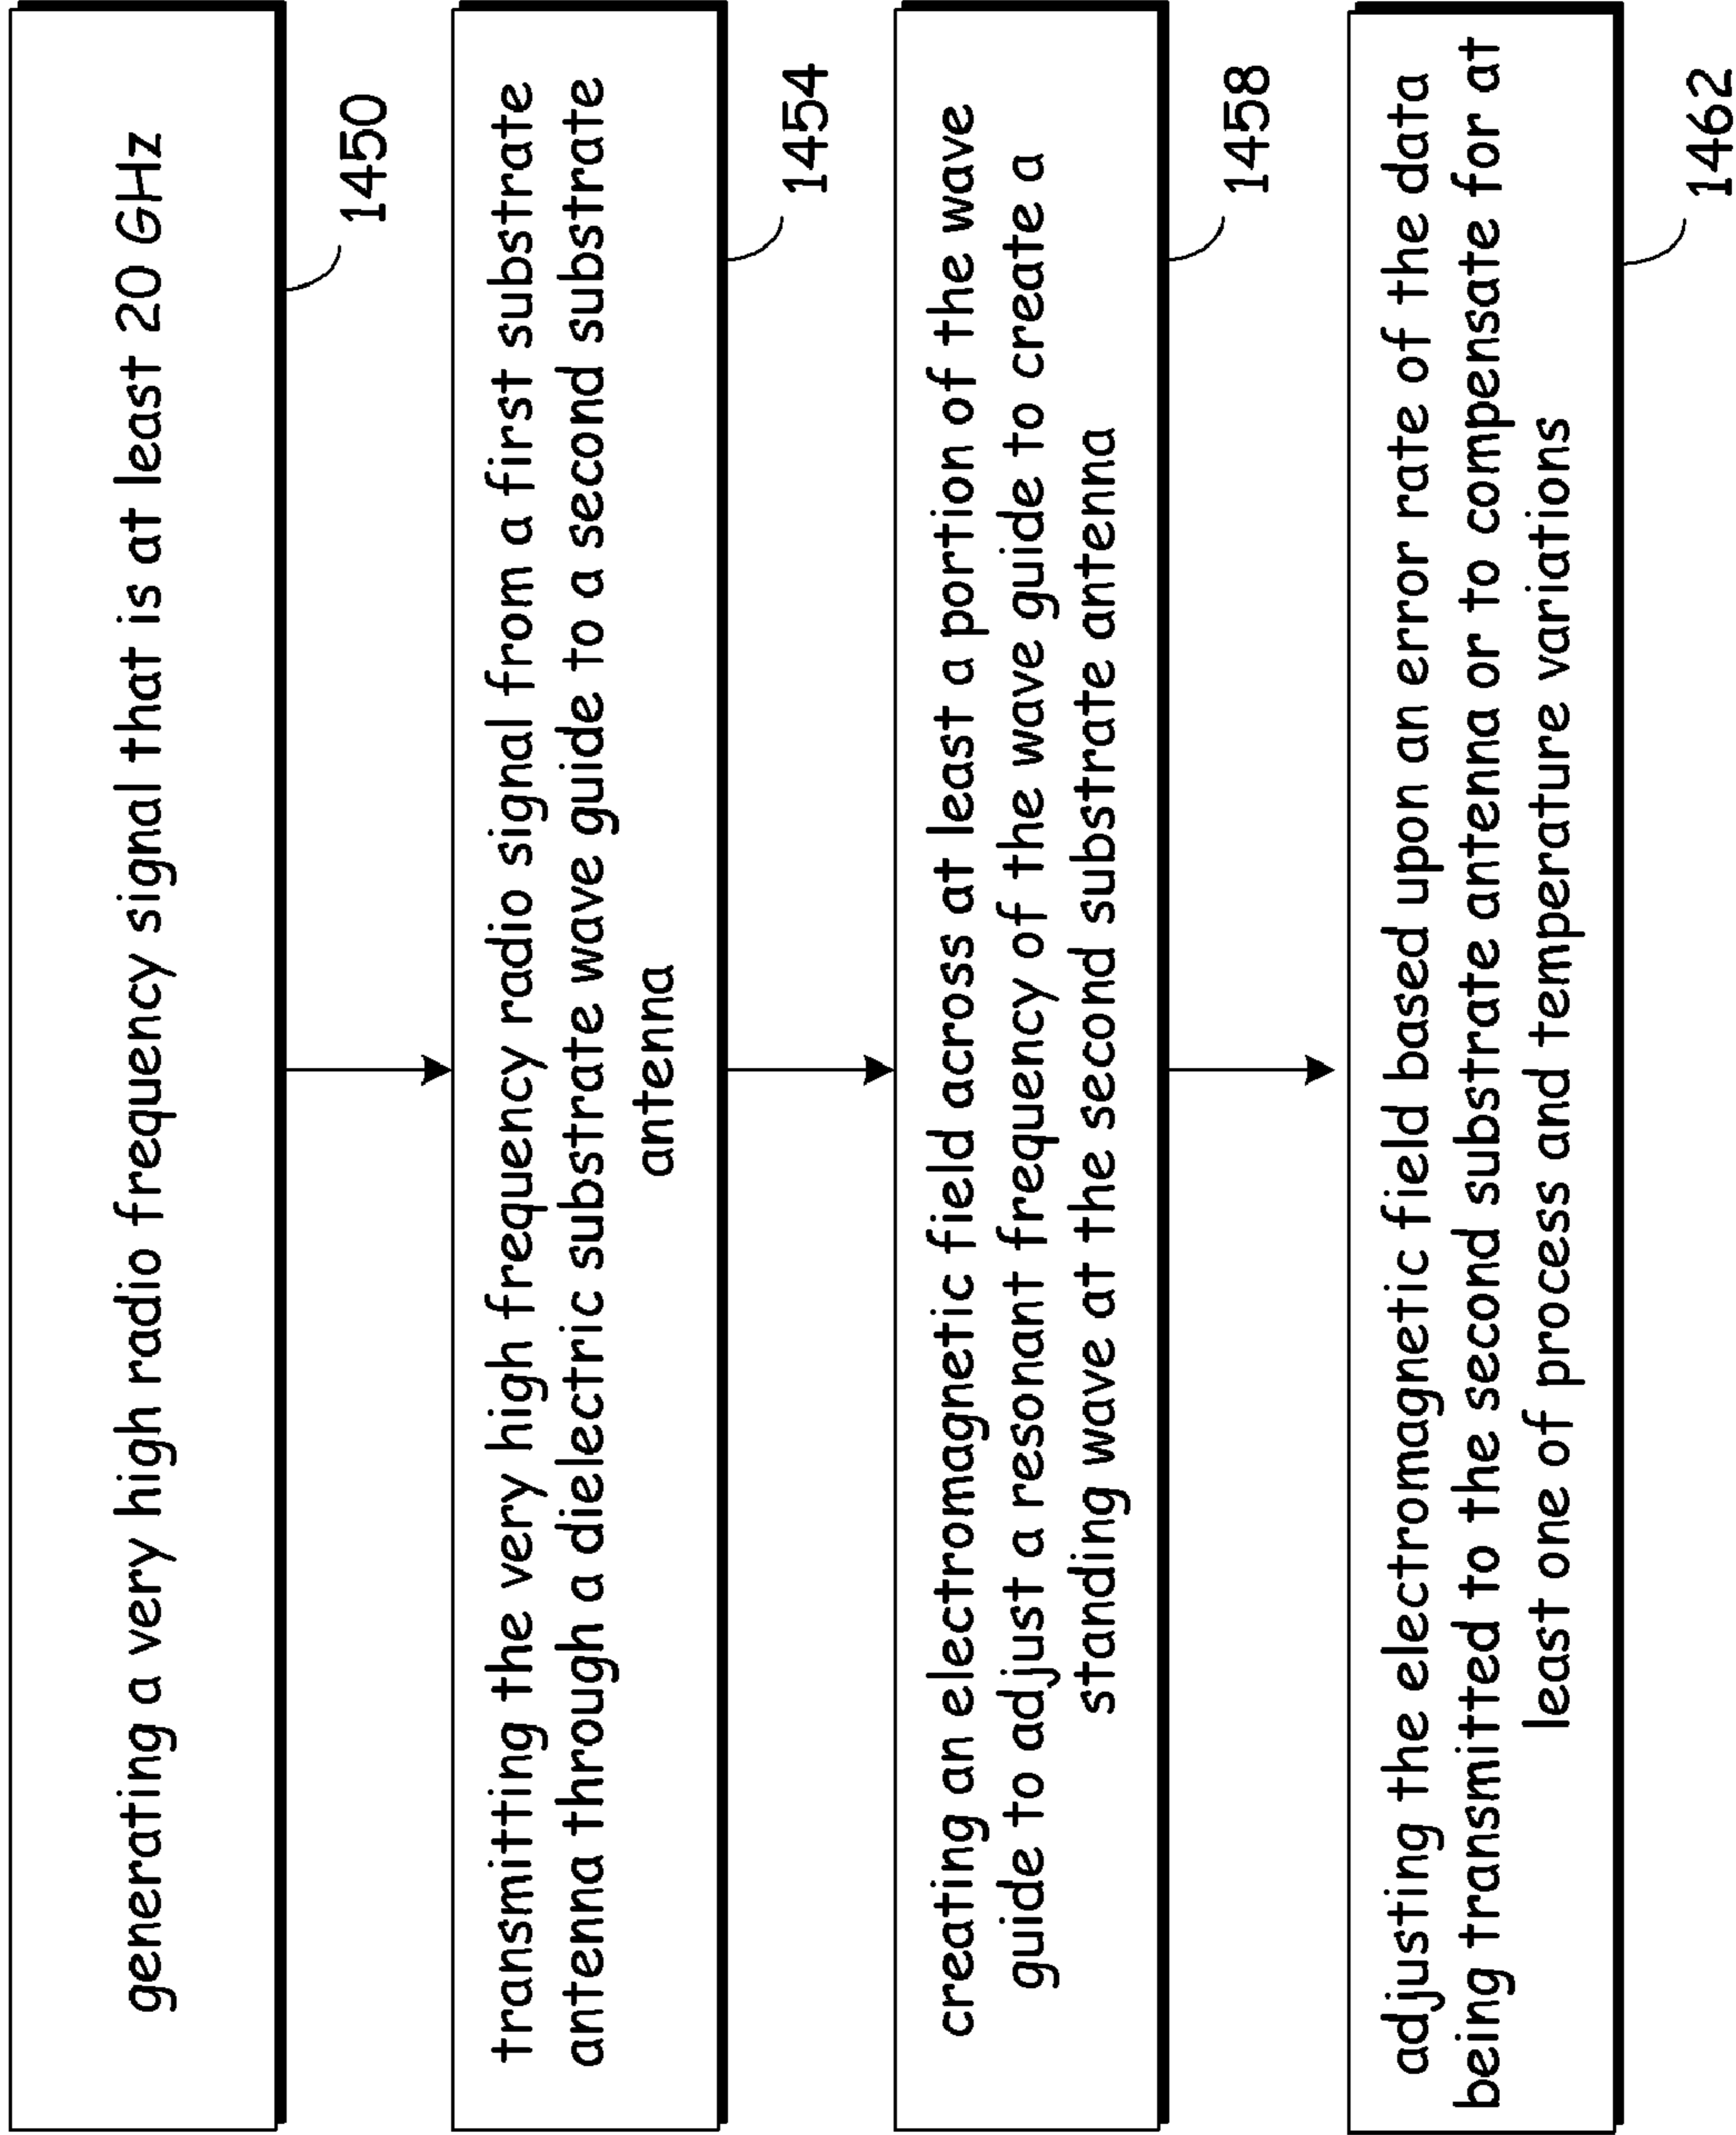 generating a very high radio frequency signal that is at least 20 GHz
1450
transmitting the very high frequency radio signal from a first substrate
antenna through a dielectric substrate wave guide to a second substrate
antenna
1454
creating an electromagnetic field across at least a portion of the wave
guide to adjust a resonant frequency of the wave guide to create a
standing wave at the second substrate antenna
1458
adjusting the electromagnetic field based upon an error rate of the data
being transmitted to the second substrate antenna or to compensate for at
least one of process and temperature variations
1462